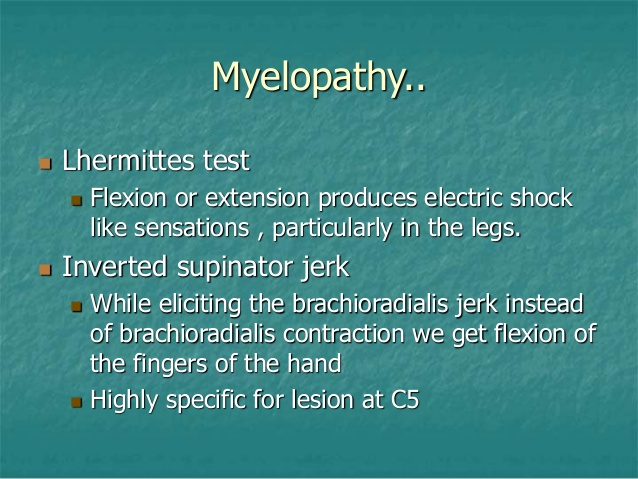 Myelopathy..
Lhermittes test
Flexion or extension produces electric shock
like sensations , particularly in the legs.
Inverted supinator jerk
While eliciting the brachioradialis jerk instead
of brachioradialis contraction we get flexion of
the fingers of the hand
Highly specific for lesion at C5